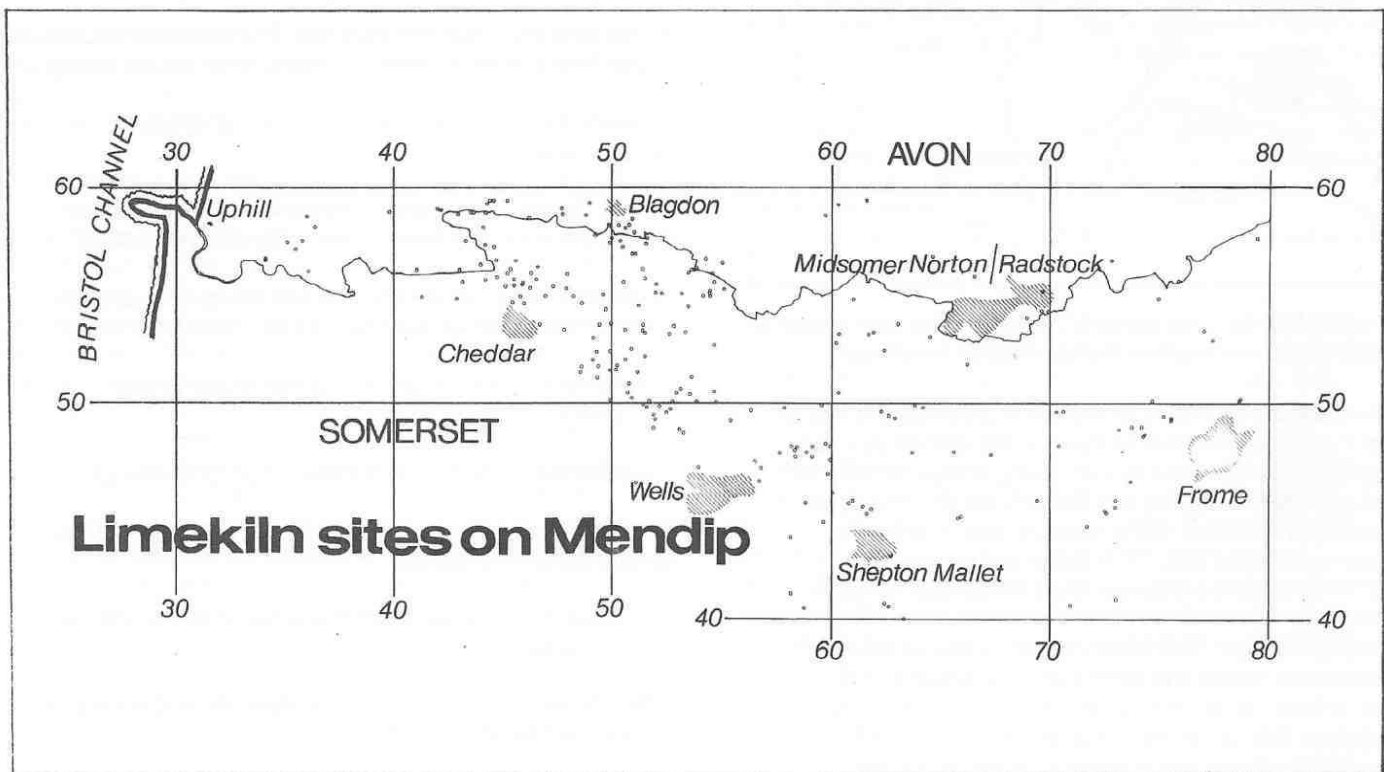 BRISTOL CHANNEL
30 40 50 60 AVON 70 80
60 60
Uphill
Blagdon
Midsomer Norton/Radstock
Cheddar
50 50
SOMERSET
Wells
Frome
Limekiln sites on Mendip
Shepton Mallet
30 40 50 40 40
60 70 80